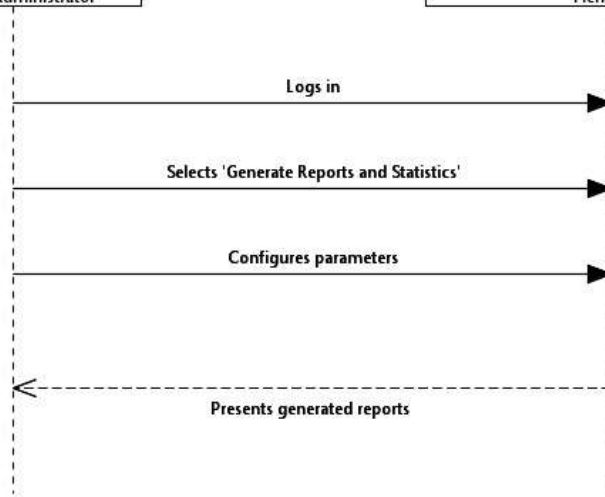 Logs in
Selects 'Generate Reports and Statistics'
Configures parameters
Presents generated reports